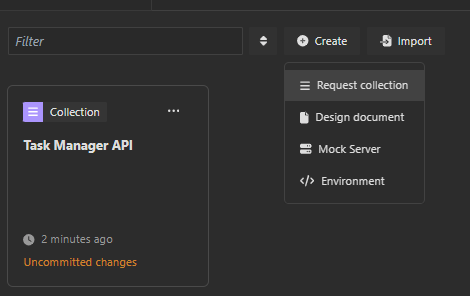 Filter
Create
Import
Request collection
Design document
Mock Server
Environment
Collection
Task Manager API
2 minutes ago
Uncommitted changes